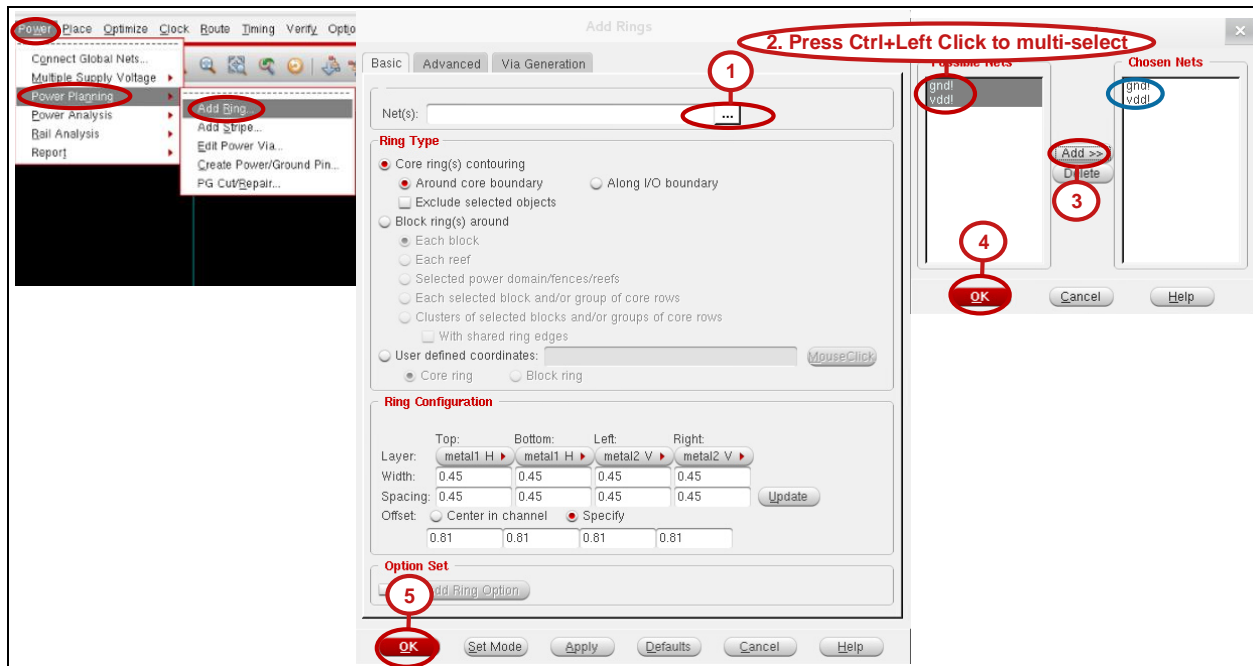 Power Place Optimize Clock Route Timing Verify Optio
Connect Global Nets...
Multiple Supply Voltage
Power Planning
Power Analysis
Rail Analysis
Report
Add Ring...
Add Stripe...
Edit Power Via...
Create Power/Ground Pin...
PG Cut/Repair...
Add Rings
Basic Advanced Via Generation
1
Net(s): ...
Ring Type
Core ring(s) contouring
Around core boundary Along I/O boundary
Exclude selected objects
Block ring(s) around
Each block
Each reef
Selected power domain/fences/reefs
Each selected block and/or group of core rows
Clusters of selected blocks and/or groups of core rows
With shared ring edges
User defined coordinates: MouseClick
Core ring Block ring
Ring Configuration
Top: Bottom: Left: Right:
Layer: metal1 H metal1 H metal2 V metal2 V
Width: 0.45 0.45 0.45 0.45
Spacing: 0.45 0.45 0.45 0.45 Update
Offset: Center in channel Specify
0.81 0.81 0.81 0.81
Option Set
dd Ring Option
5
OK Set Mode Apply Defaults Cancel Help
2. Press Ctrl+Left Click to multi-select
Possible Nets Chosen Nets
gnd! gnd!
vdd! vdd!
Add >>
Delete
3
4
OK Cancel Help